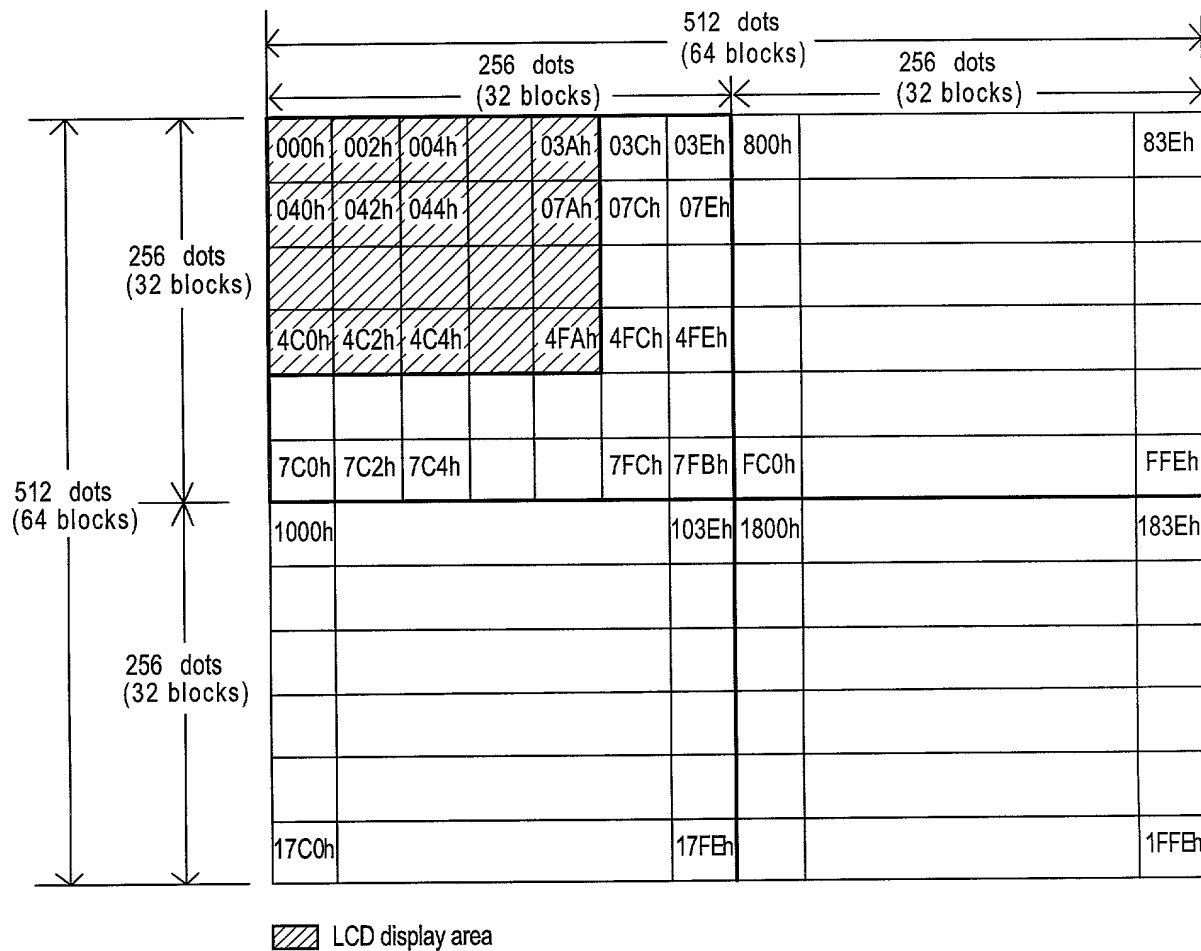 512 dots
(64 blocks)
256 dots
(32 blocks)
256 dots
(32 blocks)
000h 002h 004h 03Ah 03Ch 03Eh 800h 83Eh
040h 042h 044h 07Ah 07Ch 07Eh
256 dots
(32 blocks)
4C0h 4C2h 4C4h 4FAh 4FCh 4FEh
7C0h 7C2h 7C4h 7FCh 7FBh FC0h FFEh
512 dots
(64 blocks)
1000h 103Eh 1800h 183Eh
256 dots
(32 blocks)
17C0h 17FEh 1FFEh
LCD display area